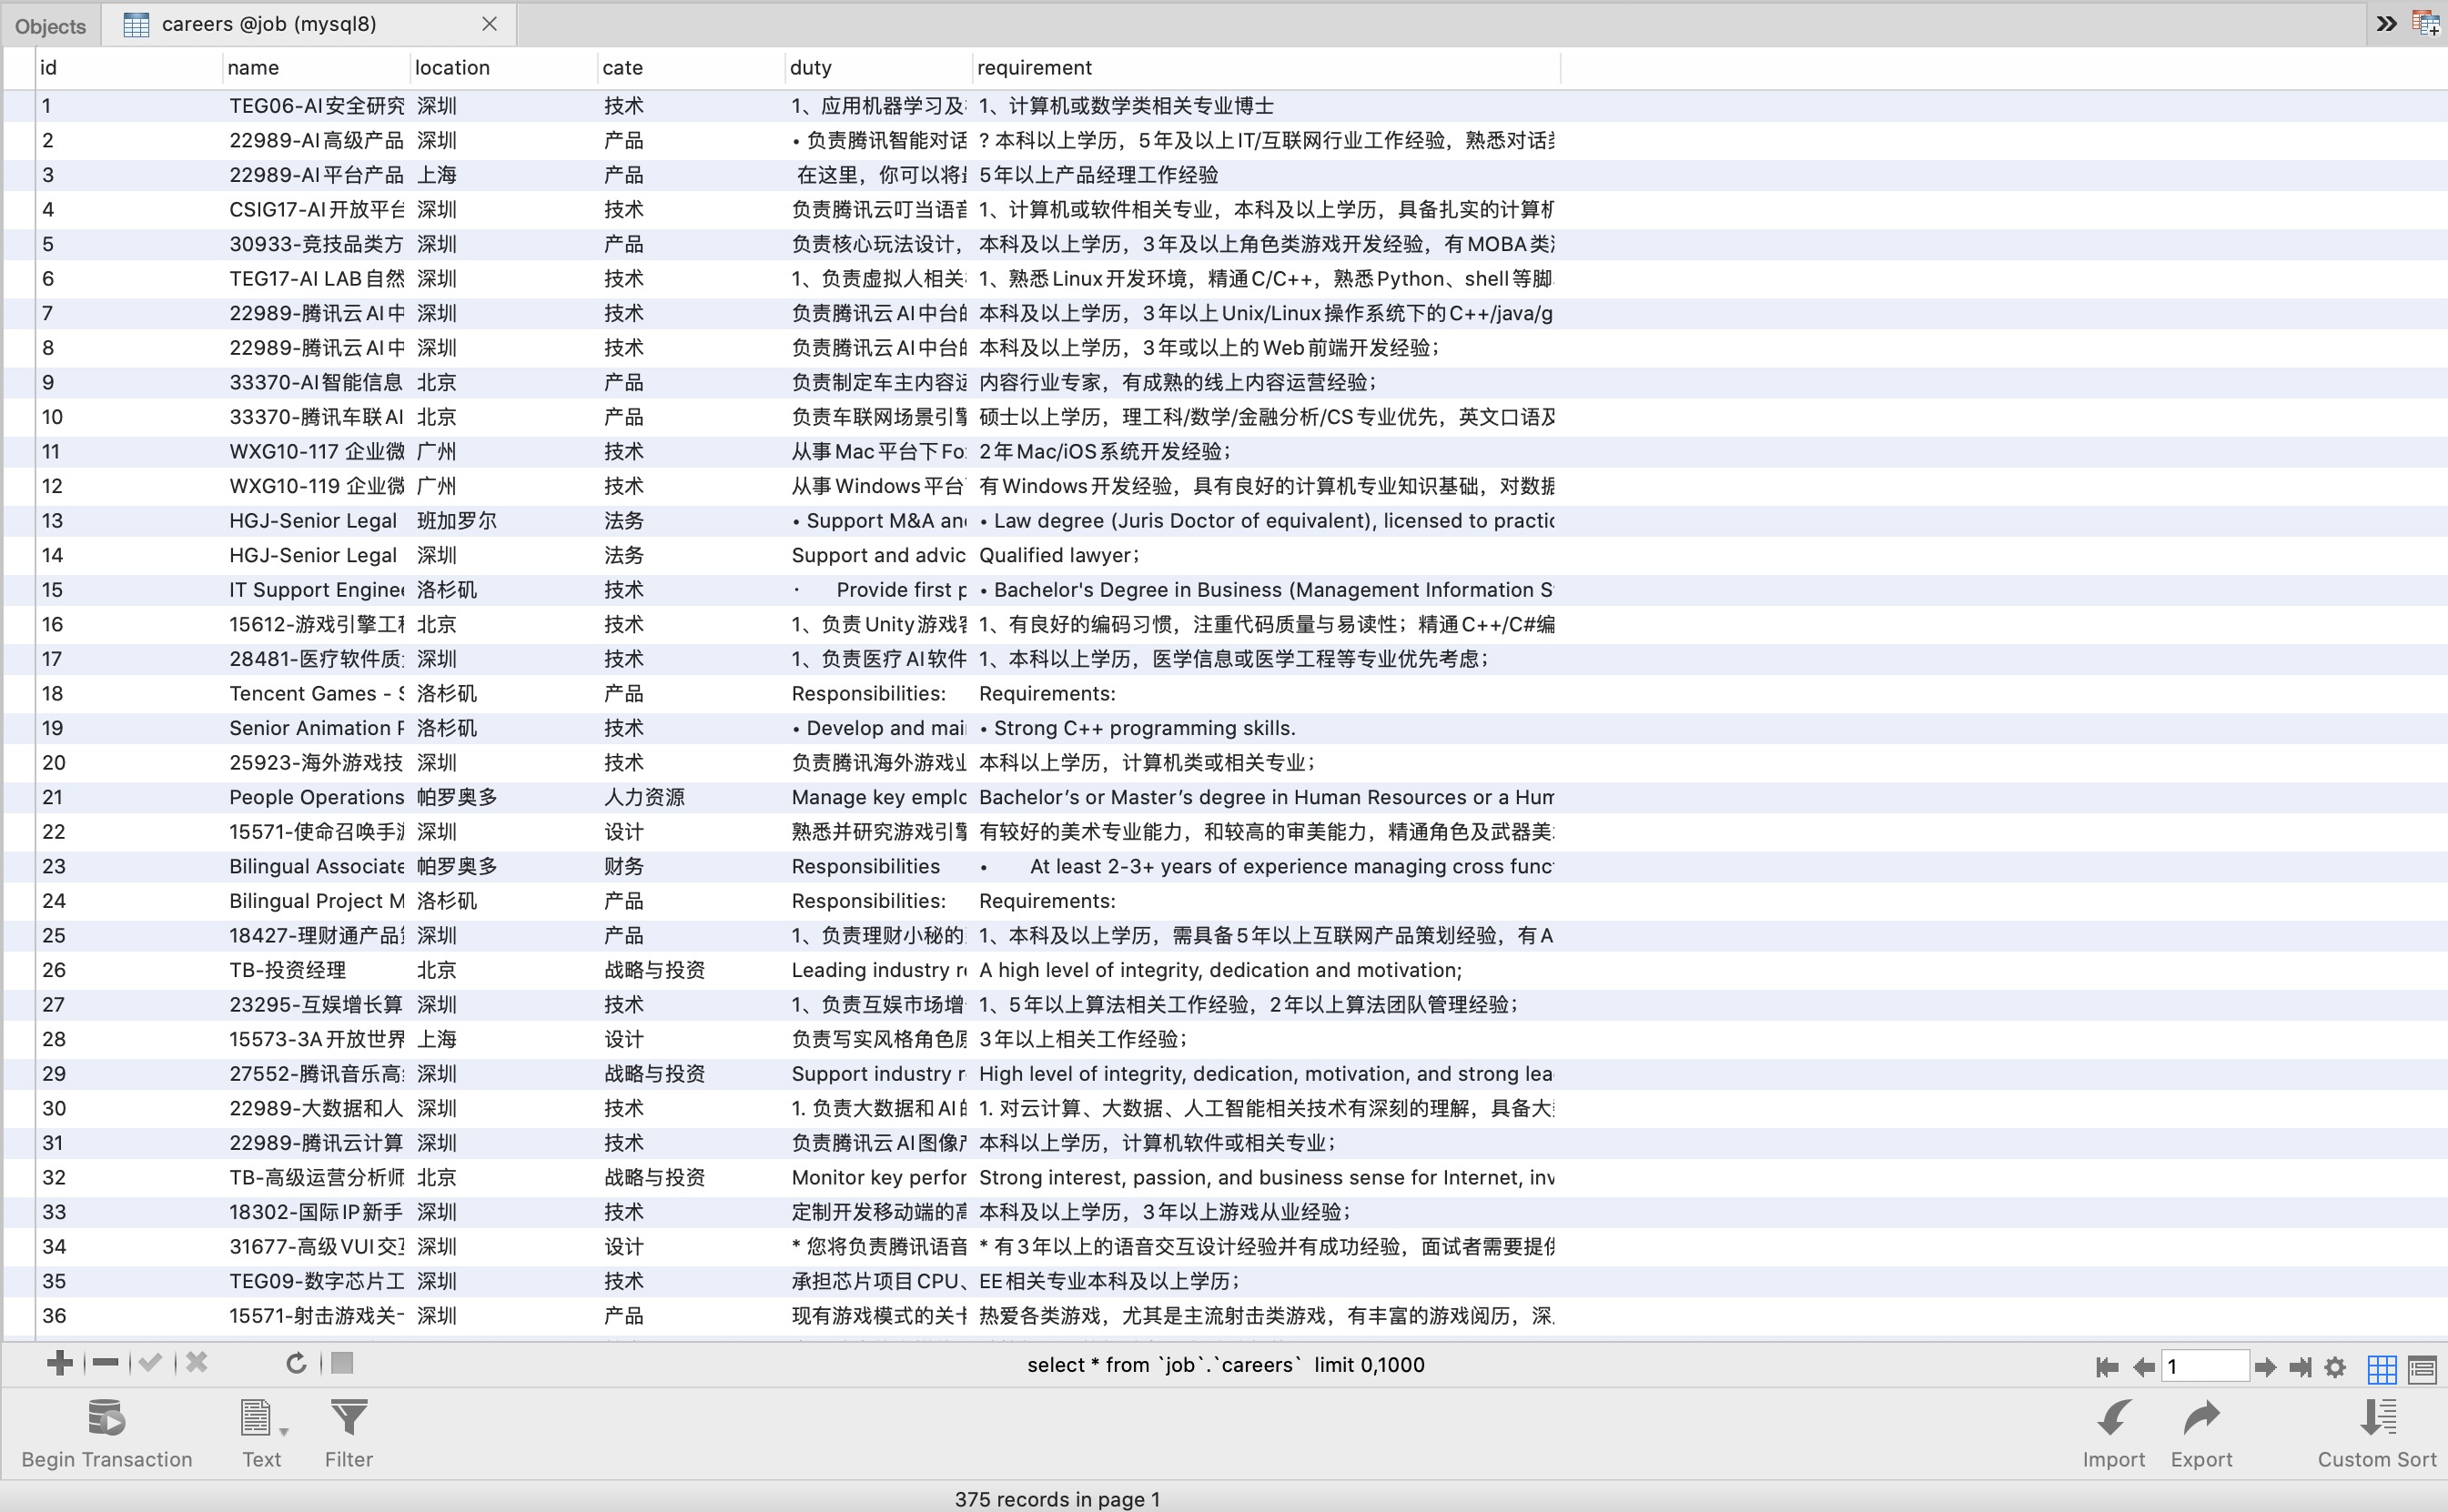 Objects careers @job (mysql8)
id name location cate duty requirement
1 TEG06-AI安全研究 深圳 技术 1、应用机器学习及 1、计算机或数学类相关专业博士
2 22989-AI高级产品 深圳 产品 • 负责腾讯智能对话 ? 本科以上学历，5年及以上IT/互联网行业工作经验，熟悉对话
3 22989-AI平台产品 上海 产品 在这里，你可以将 5年以上产品经理工作经验
4 CSIG17-AI开放平台 深圳 技术 负责腾讯云叮当语音 1、计算机或软件相关专业，本科及以上学历，具备扎实的计算机
5 30933-竞技品类方 深圳 产品 负责核心玩法设计， 本科及以上学历，3年及以上角色类游戏开发经验，有MOBA类
6 TEG17-AI LAB自然 深圳 技术 1、负责虚拟人相关 1、熟悉Linux开发环境，精通C/C++，熟悉Python、shell等脚
7 22989-腾讯云AI中 深圳 技术 负责腾讯云AI中台的 本科及以上学历，3年以上Unix/Linux操作系统下的C++/java/g
8 22989-腾讯云AI中 深圳 技术 负责腾讯云AI中台的 本科及以上学历，3年或以上的Web前端开发经验；
9 33370-AI智能信息 北京 产品 负责制定车主内容运 内容行业专家，有成熟的线上内容运营经验；
10 33370-腾讯车联AI 北京 产品 负责车联网场景引擎 硕士以上学历，理工科/数学/金融分析/CS专业优先，英文口语及
11 WXG10-117 企业微 广州 技术 从事Mac平台下Fo 2年Mac/iOS系统开发经验；
12 WXG10-119 企业微 广州 技术 从事Windows平台 有Windows开发经验，具有良好的计算机专业知识基础，对数据
13 HGJ-Senior Legal 班加罗尔 法务 • Support M&A and • Law degree (Juris Doctor of equivalent), licensed to practic
14 HGJ-Senior Legal 深圳 法务 Support and advic Qualified lawyer；
15 IT Support Enginee 洛杉矶 技术 · Provide first p • Bachelor's Degree in Business (Management Information S
16 15612-游戏引擎工程 北京 技术 1、负责Unity游戏客 1、有良好的编码习惯，注重代码质量与易读性；精通C++/C#编
17 28481-医疗软件质 深圳 技术 1、负责医疗AI软件 1、本科以上学历，医学信息或医学工程等专业优先考虑；
18 Tencent Games - S 洛杉矶 产品 Responsibilities: Requirements:
19 Senior Animation P 洛杉矶 技术 • Develop and mai • Strong C++ programming skills.
20 25923-海外游戏技 深圳 技术 负责腾讯海外游戏业 本科以上学历，计算机类或相关专业；
21 People Operations 帕罗奥多 人力资源 Manage key emplo Bachelor’s or Master’s degree in Human Resources or a Hum
22 15571-使命召唤手游 深圳 设计 熟悉并研究游戏引擎 有较好的美术专业能力，和较高的审美能力，精通角色及武器美
23 Bilingual Associate 帕罗奥多 财务 Responsibilities • At least 2-3+ years of experience managing cross func
24 Bilingual Project M 洛杉矶 产品 Responsibilities: Requirements:
25 18427-理财通产品 深圳 产品 1、负责理财小秘的 1、本科及以上学历，需具备5年以上互联网产品策划经验，有A
26 TB-投资经理 北京 战略与投资 Leading industry re A high level of integrity, dedication and motivation;
27 23295-互娱增长算 深圳 技术 1、负责互娱市场增 1、5年以上算法相关工作经验，2年以上算法团队管理经验；
28 15573-3A开放世界 上海 设计 负责写实风格角色原 3年以上相关工作经验；
29 27552-腾讯音乐高 深圳 战略与投资 Support industry r High level of integrity, dedication, motivation, and strong lea
30 22989-大数据和人 深圳 技术 1. 负责大数据和AI的 1. 对云计算、大数据、人工智能相关技术有深刻的理解，具备大
31 22989-腾讯云计算 深圳 技术 负责腾讯云AI图像产 本科以上学历，计算机软件或相关专业；
32 TB-高级运营分析师 北京 战略与投资 Monitor key perfor Strong interest, passion, and business sense for Internet, inv
33 18302-国际IP新手 深圳 技术 定制开发移动端的高 本科及以上学历，3年以上游戏从业经验；
34 31677-高级VUI交互 深圳 设计 * 您将负责腾讯语音 * 有3年以上的语音交互设计经验并有成功经验，面试者需要提供
35 TEG09-数字芯片工 深圳 技术 承担芯片项目CPU、 EE相关专业本科及以上学历；
36 15571-射击游戏关 深圳 产品 现有游戏模式的关卡 热爱各类游戏，尤其是主流射击类游戏，有丰富的游戏阅历，深
select * from `job`.`careers` limit 0,1000 1
Begin Transaction Text Filter Import Export Custom Sort
375 records in page 1